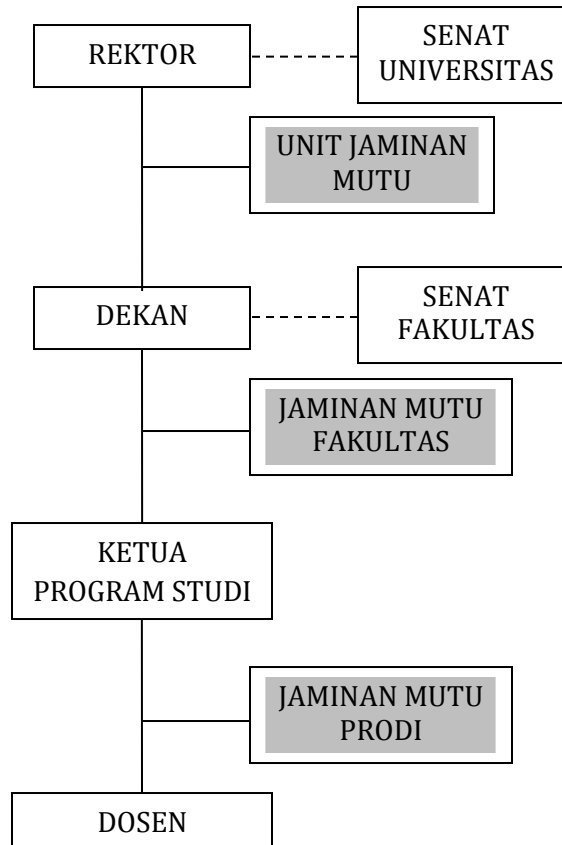 REKTOR
SENAT
UNIVERSITAS
UNIT JAMINAN
MUTU
DEKAN
SENAT
FAKULTAS
JAMINAN MUTU
FAKULTAS
KETUA
PROGRAM STUDI
JAMINAN MUTU
PRODI
DOSEN